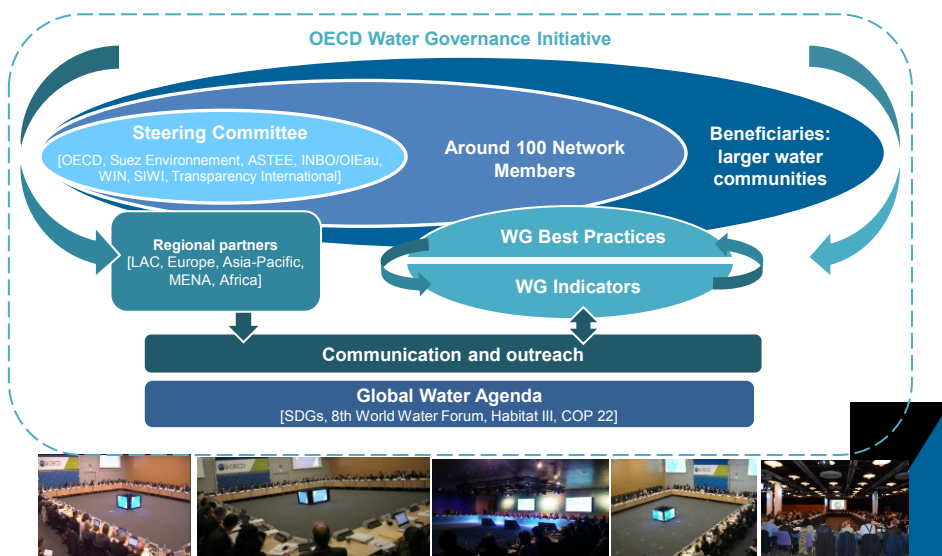 OECD Water Governance Initiative
Steering Committee
[OECD, Suez Environnement, ASTEE, INBO/OIEau,
WIN, SIWI, Transparency International]
Around 100 Network
Members
Beneficiaries:
larger water
communities
Regional partners
[LAC, Europe, Asia-Pacific,
MENA, Africa]
WG Best Practices
WG Indicators
Communication and outreach
Global Water Agenda
[SDGs, 8th World Water Forum, Habitat III, COP 22]
OECD
OECD